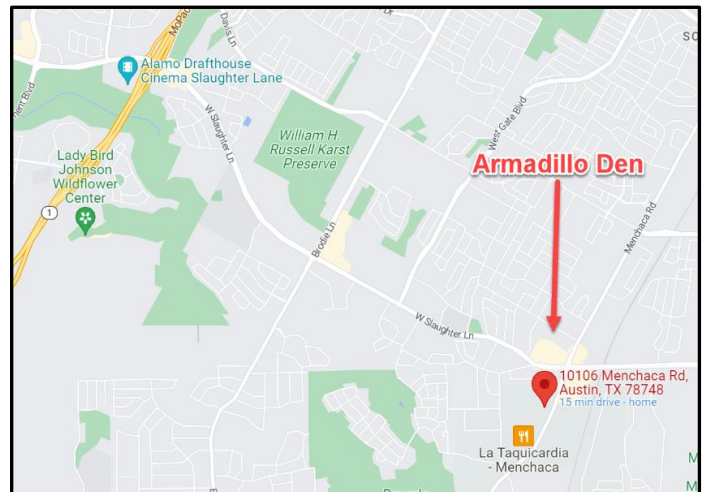 MoPac
Davis Ln
Dr
SO
Alamo Drafthouse
Cinema Slaughter Lane
W Slaughter Ln
William H.
Russell Karst
Preserve
West Gate Blvd
Armadillo Den
Lady Bird
Johnson
Wildflower
Center
1
Brodie Ln
Menchaca Rd
W Slaughter Ln
10106 Menchaca Rd,
Austin, TX 78748
15 min drive - home
La Taquicardia
- Menchaca
M
M